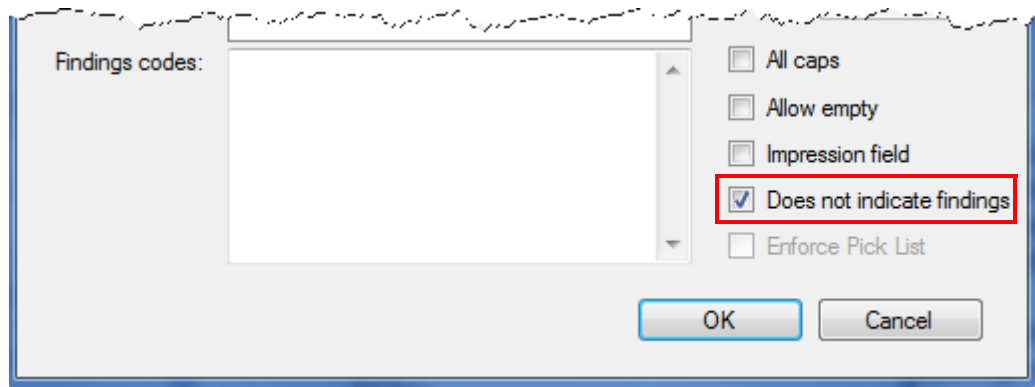 Findings codes:
All caps
Allow empty
Impression field
Does not indicate findings
Enforce Pick List
OK
Cancel